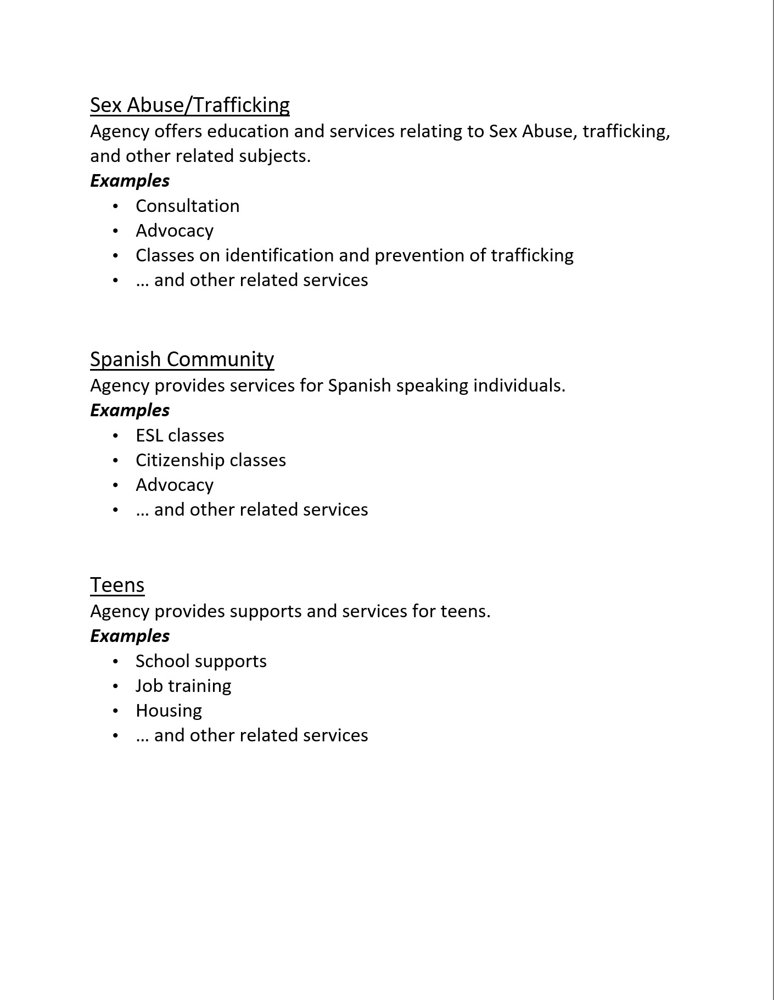 Sex Abuse/Trafficking
Agency offers education and services relating to Sex Abuse, trafficking,
and other related subjects.
Examples
• Consultation
• Advocacy
• Classes on identification and prevention of trafficking
• … and other related services
Spanish Community
Agency provides services for Spanish speaking individuals.
Examples
• ESL classes
• Citizenship classes
• Advocacy
• … and other related services
Teens
Agency provides supports and services for teens.
Examples
• School supports
• Job training
• Housing
• … and other related services